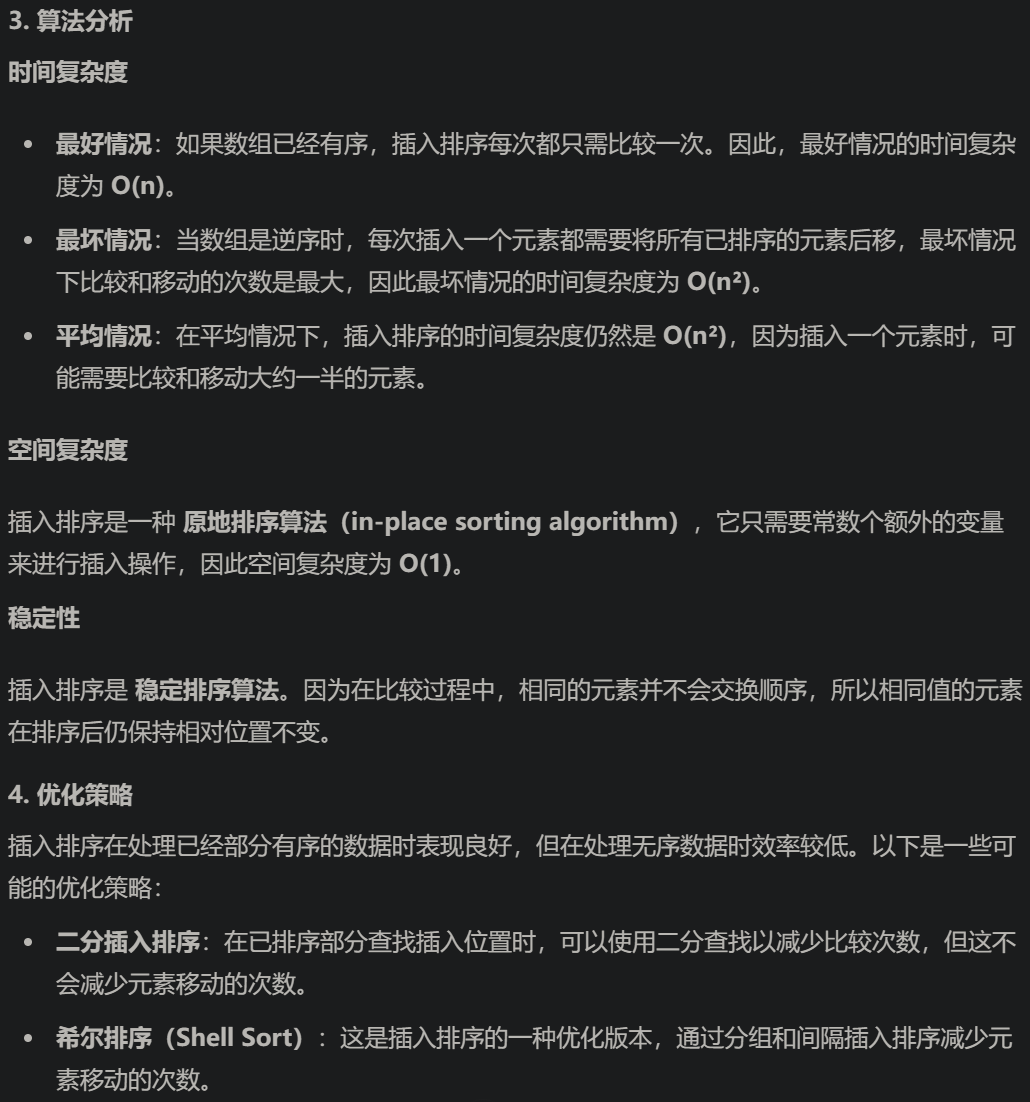 3. 算法分析
时间复杂度
• 最好情况：如果数组已经有序，插入排序每次都只需比较一次。因此，最好情况的时间复杂
度为 O(n)。
• 最坏情况：当数组是逆序时，每次插入一个元素都需要将所有已排序的元素后移，最坏情况
下比较和移动的次数是最大，因此最坏情况的时间复杂度为 O(n²)。
• 平均情况：在平均情况下，插入排序的时间复杂度仍然是 O(n²)，因为插入一个元素时，可
能需要比较和移动大约一半的元素。
空间复杂度
插入排序是一种 原地排序算法（in-place sorting algorithm），它只需要常数个额外的变量
来进行插入操作，因此空间复杂度为 O(1)。
稳定性
插入排序是 稳定排序算法。因为在比较过程中，相同的元素并不会交换顺序，所以相同值的元素
在排序后仍保持相对位置不变。
4. 优化策略
插入排序在处理已经部分有序的数据时表现良好，但在处理无序数据时效率较低。以下是一些可
能的优化策略：
• 二分插入排序：在已排序部分查找插入位置时，可以使用二分查找以减少比较次数，但这不
会减少元素移动的次数。
• 希尔排序（Shell Sort）：这是插入排序的一种优化版本，通过分组和间隔插入排序减少元
素移动的次数。